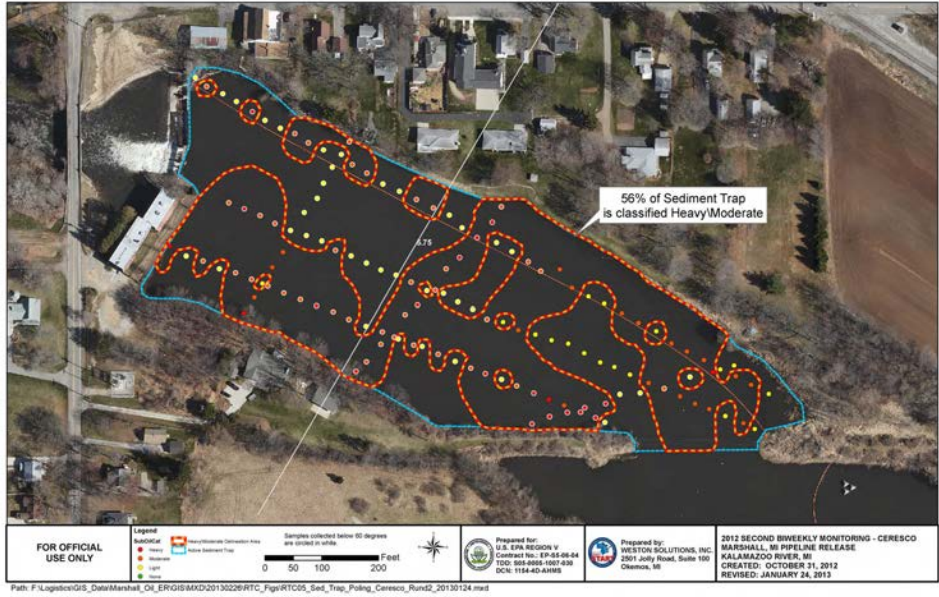 56% of Sediment Trap
is classified Heavy\Moderate
5.75
FOR OFFICIAL
USE ONLY
Legend
SubOilCat
Heavy
Moderate
Light
None
Heavy/Moderate Delineation Area
Active Sediment Trap
Samples collected below 60 degrees
are circled in white.
0 50 100 200
Feet
Prepared for:
U.S. EPA REGION V
Contract No.: EP-S5-06-04
TDD: S05-0005-1007-030
DCN: 1154-4D-AHMS
START
Prepared by:
WESTON SOLUTIONS, INC.
2501 Jolly Road, Suite 100
Okemos, MI
2012 SECOND BIWEEKLY MONITORING - CERESCO
MARSHALL, MI PIPELINE RELEASE
KALAMAZOO RIVER, MI
CREATED: OCTOBER 31, 2012
REVISED: JANUARY 24, 2013
Path: F:\Logistics\GIS_Data\Marshall_Oil_ER\GIS\MXD\20130226\RTC_Figs\RTC05_Sed_Trap_Poling_Ceresco_Rund2_20130124.mxd